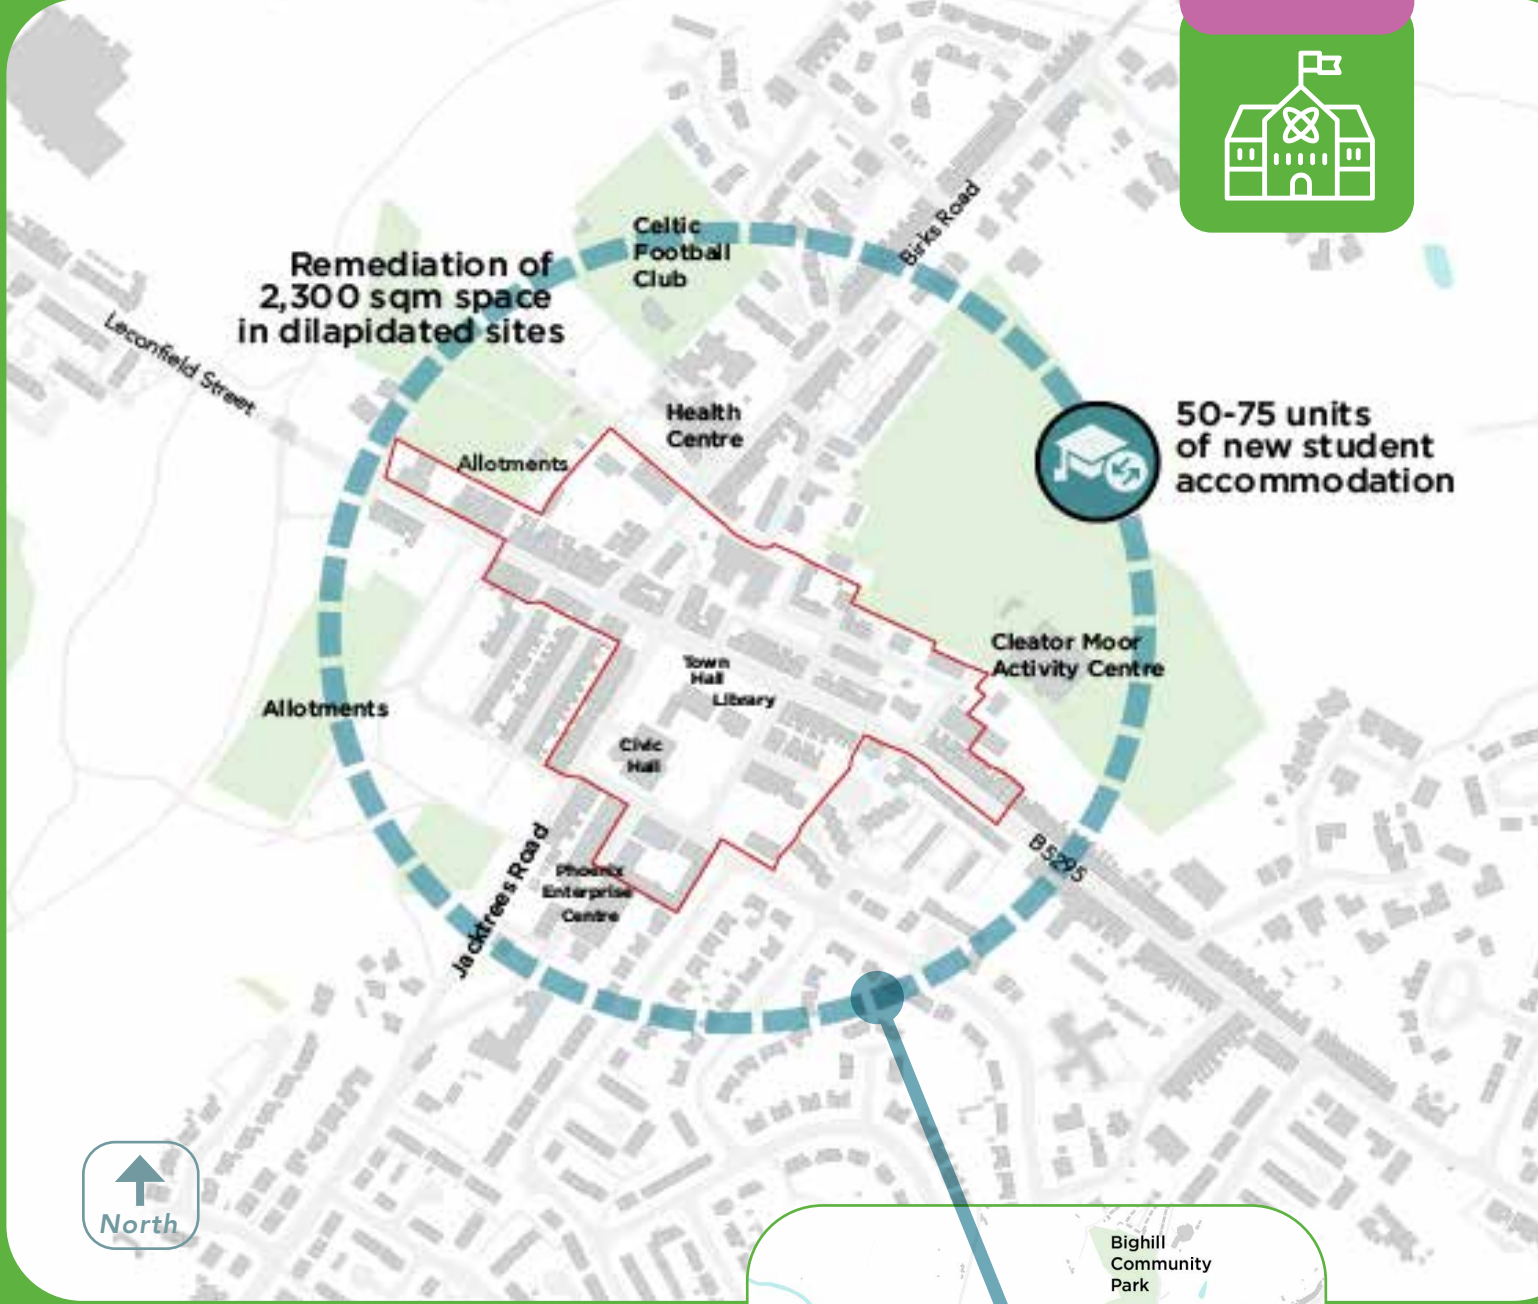 Celtic
Football
Club
Birks Road
Remediation of
2,300 sqm space
in dilapidated sites
Leconfield Street
Health
Centre
50-75 units
of new student
accommodation
Allotments
Cleator Moor
Activity Centre
Town
Hall
Library
Allotments
Civic
Hall
Jacktrees Road
Phoenix
Enterprise
Centre
B5295
North
Bighill
Community
Park